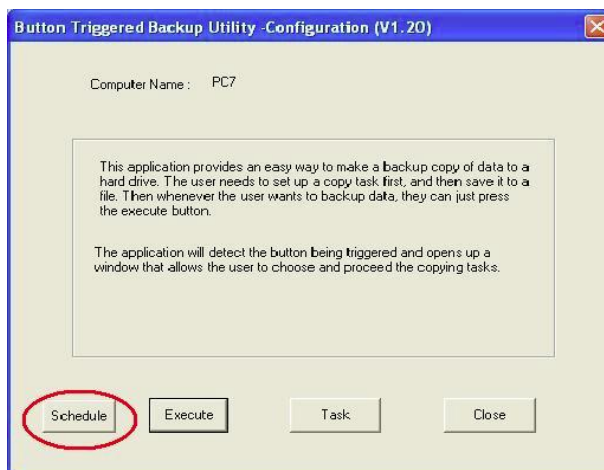 Button Triggered Backup Utility -Configuration (V1.20)
Computer Name : PC7
This application provides an easy way to make a backup copy of data to a
hard drive. The user needs to set up a copy task first, and then save it to a
file. Then whenever the user wants to backup data, they can just press
the execute button.
The application will detect the button being triggered and opens up a
window that allows the user to choose and proceed the copying tasks.
Schedule Execute Task Close